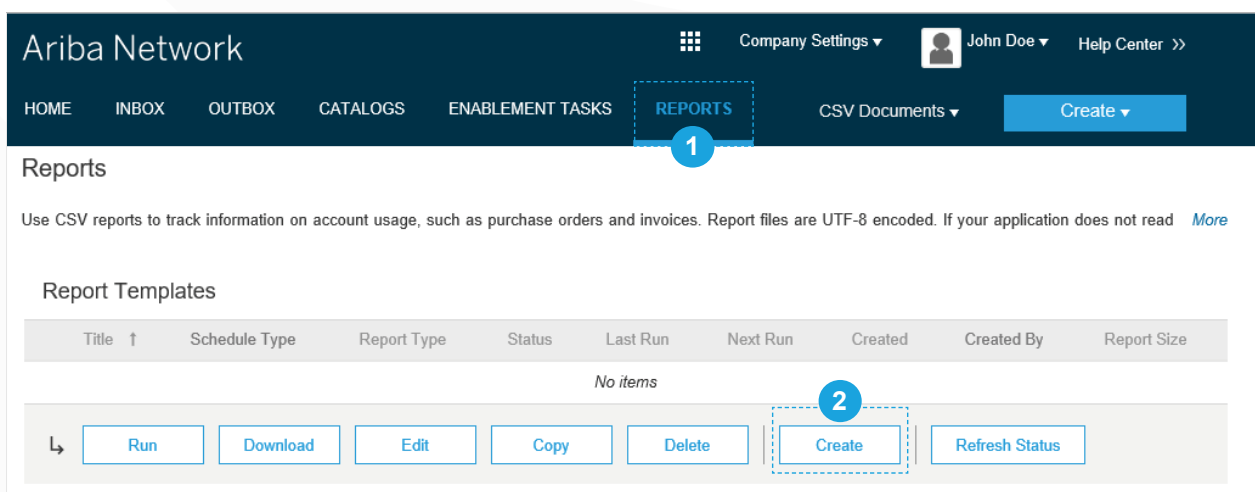 Ariba Network
Company Settings ▾ John Doe ▾ Help Center >>
HOME INBOX OUTBOX CATALOGS ENABLEMENT TASKS REPORTS CSV Documents ▾ Create ▾
1
Reports
Use CSV reports to track information on account usage, such as purchase orders and invoices. Report files are UTF-8 encoded. If your application does not read More
Report Templates
Title ↑ Schedule Type Report Type Status Last Run Next Run Created Created By Report Size
No items
2
Run Download Edit Copy Delete Create Refresh Status